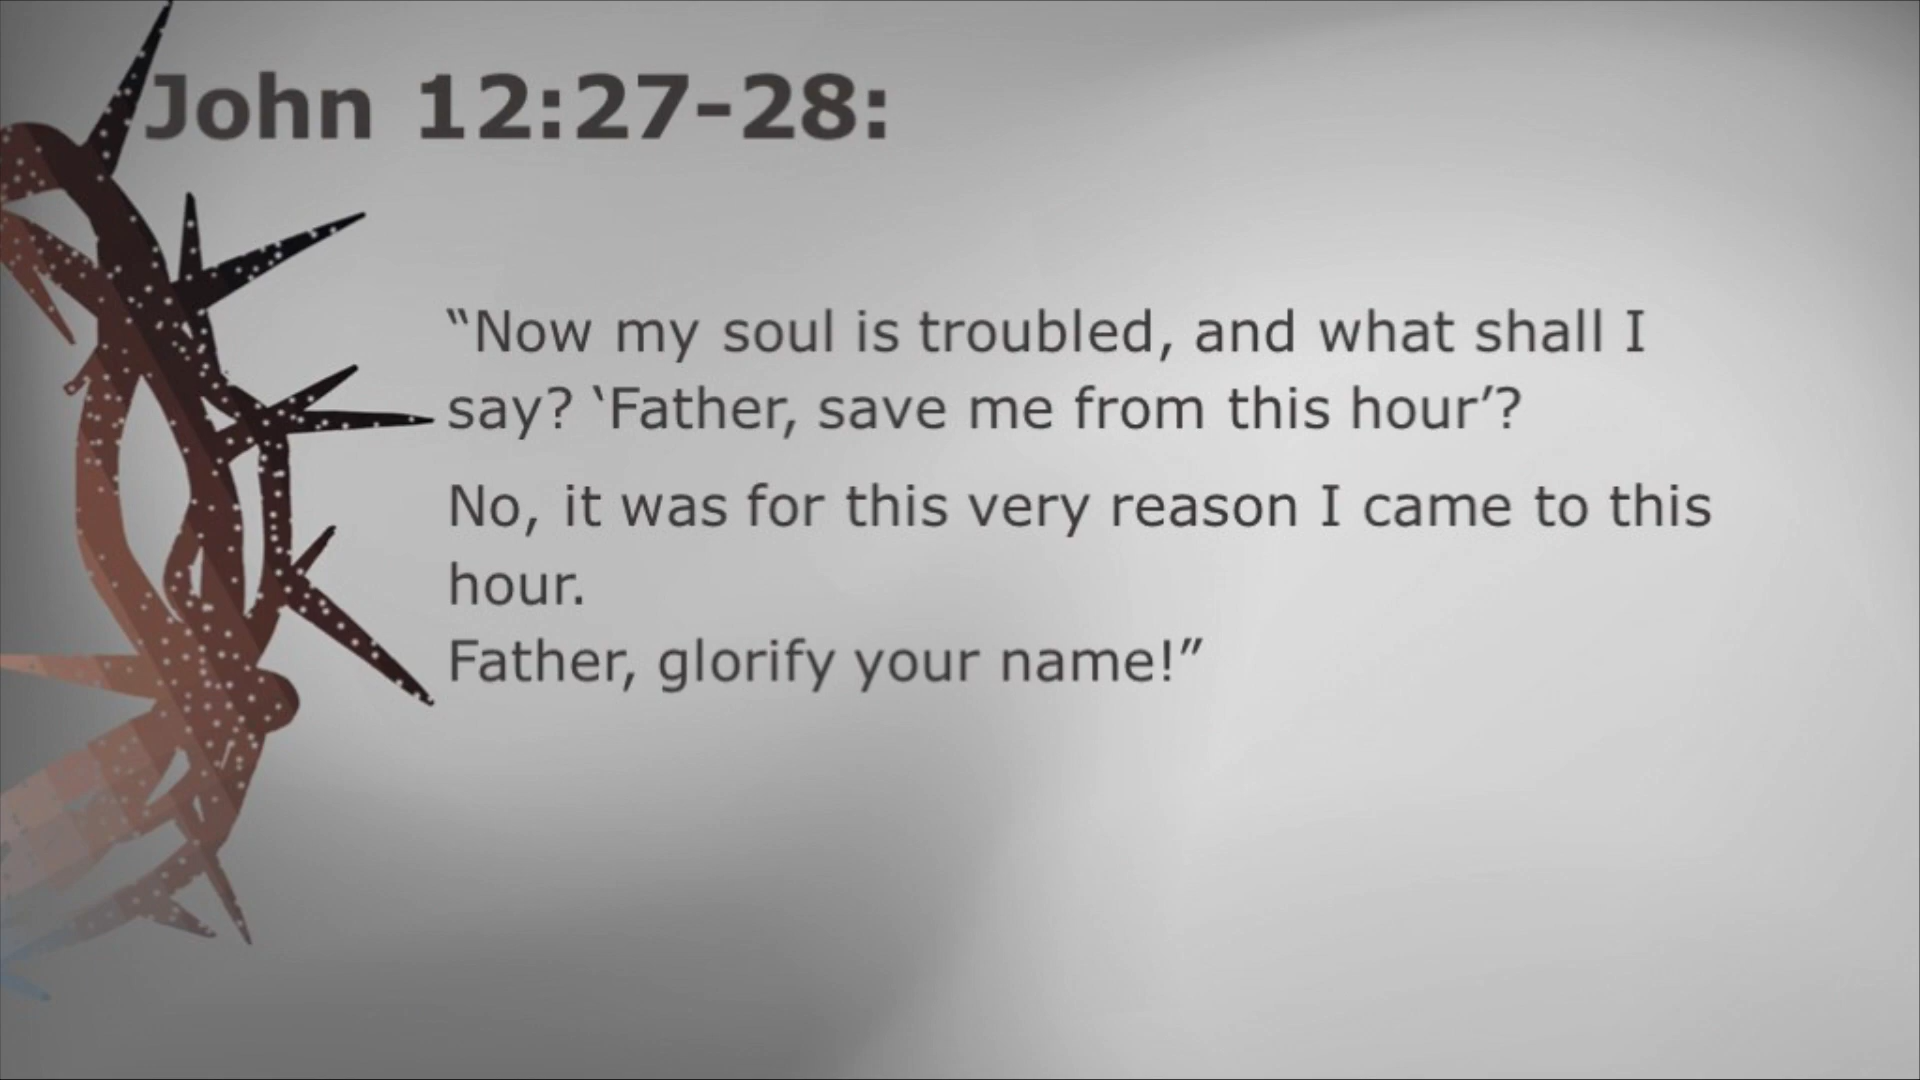 John 12:27-28:
“Now my soul is troubled, and what shall I
say? ‘Father, save me from this hour’?
No, it was for this very reason I came to this
hour.
Father, glorify your name!”